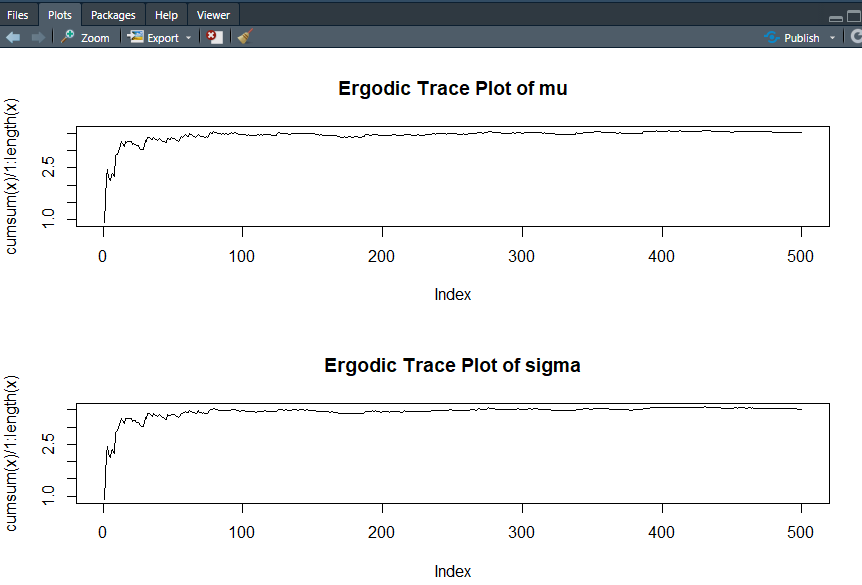 Files Plots Packages Help Viewer
Zoom Export Publish
Ergodic Trace Plot of mu
cumsum(x)/1:length(x)
2.5
1.0
0 100 200 300 400 500
Index
Ergodic Trace Plot of sigma
cumsum(x)/1:length(x)
2.5
1.0
0 100 200 300 400 500
Index